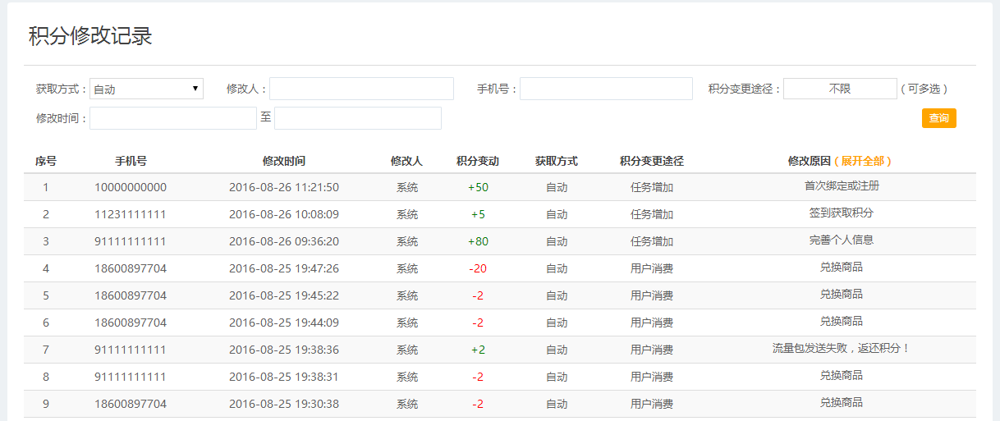 积分修改记录
获取方式： 自动 修改人： 手机号： 积分变更途径： 不限 （可多选）
修改时间： 至 查询
序号 手机号 修改时间 修改人 积分变动 获取方式 积分变更途径 修改原因（展开全部）
1 10000000000 2016-08-26 11:21:50 系统 +50 自动 任务增加 首次绑定或注册
2 11231111111 2016-08-26 10:08:09 系统 +5 自动 任务增加 签到获取积分
3 91111111111 2016-08-26 09:36:20 系统 +80 自动 任务增加 完善个人信息
4 18600897704 2016-08-25 19:47:26 系统 -20 自动 用户消费 兑换商品
5 18600897704 2016-08-25 19:45:22 系统 -2 自动 用户消费 兑换商品
6 18600897704 2016-08-25 19:44:09 系统 -2 自动 用户消费 兑换商品
7 91111111111 2016-08-25 19:38:36 系统 +2 自动 用户消费 流量包发送失败，返还积分！
8 91111111111 2016-08-25 19:38:31 系统 -2 自动 用户消费 兑换商品
9 18600897704 2016-08-25 19:30:38 系统 -2 自动 用户消费 兑换商品